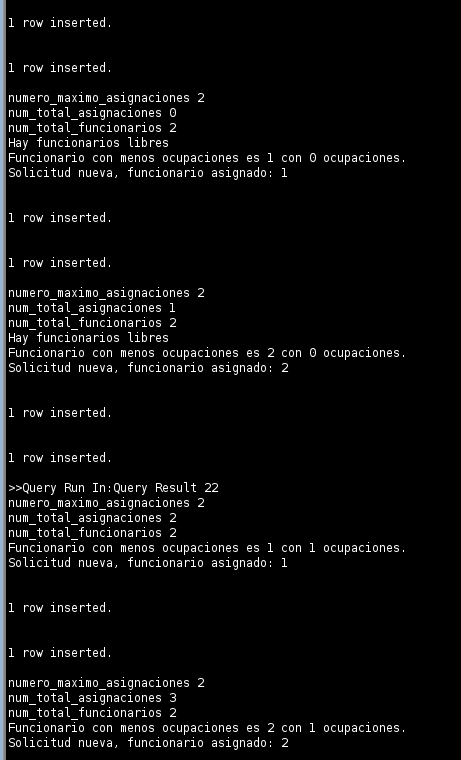 1 row inserted.
1 row inserted.
numero_maximo_asignaciones 2
num_total_asignaciones 0
num_total_funcionarios 2
Hay funcionarios libres
Funcionario con menos ocupaciones es 1 con 0 ocupaciones.
Solicitud nueva, funcionario asignado: 1
1 row inserted.
1 row inserted.
numero_maximo_asignaciones 2
num_total_asignaciones 1
num_total_funcionarios 2
Hay funcionarios libres
Funcionario con menos ocupaciones es 2 con 0 ocupaciones.
Solicitud nueva, funcionario asignado: 2
1 row inserted.
1 row inserted.
>>Query Run In:Query Result 22
numero_maximo_asignaciones 2
num_total_asignaciones 2
num_total_funcionarios 2
Funcionario con menos ocupaciones es 1 con 1 ocupaciones.
Solicitud nueva, funcionario asignado: 1
1 row inserted.
1 row inserted.
numero_maximo_asignaciones 2
num_total_asignaciones 3
num_total_funcionarios 2
Funcionario con menos ocupaciones es 2 con 1 ocupaciones.
Solicitud nueva, funcionario asignado: 2